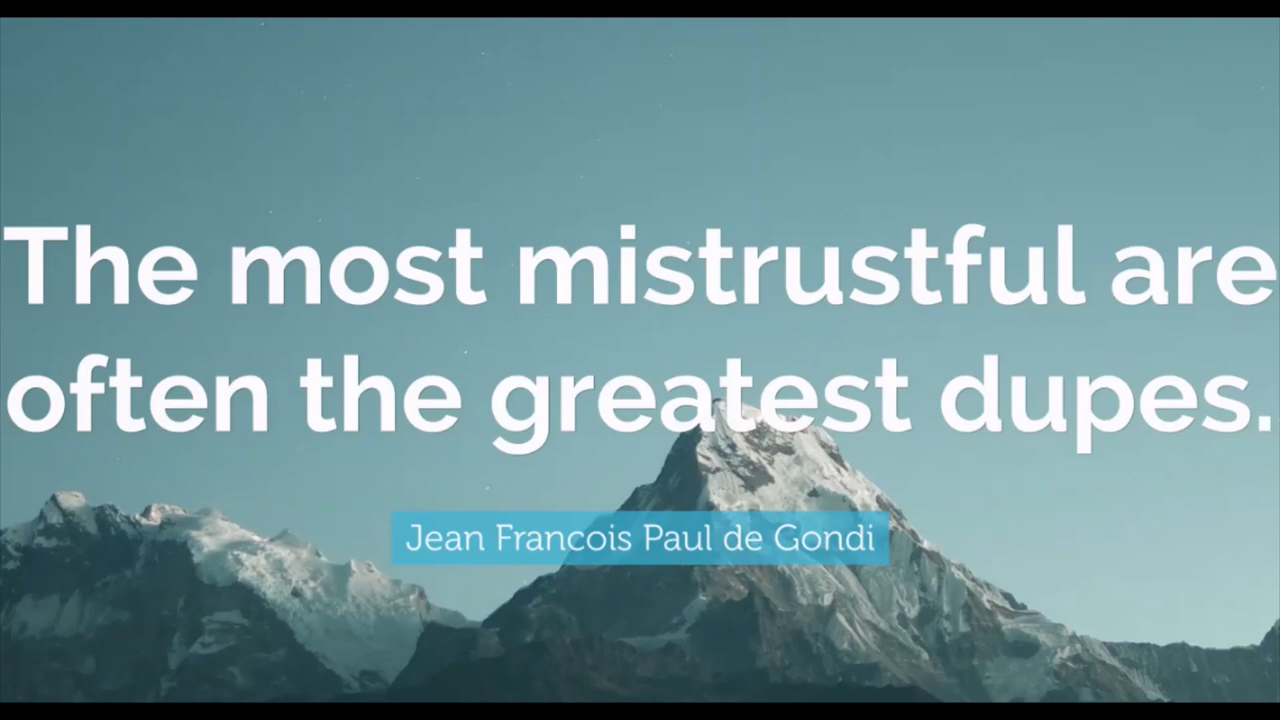 The most mistrustful are
often the greatest dupes.
Jean Francois Paul de Gondi